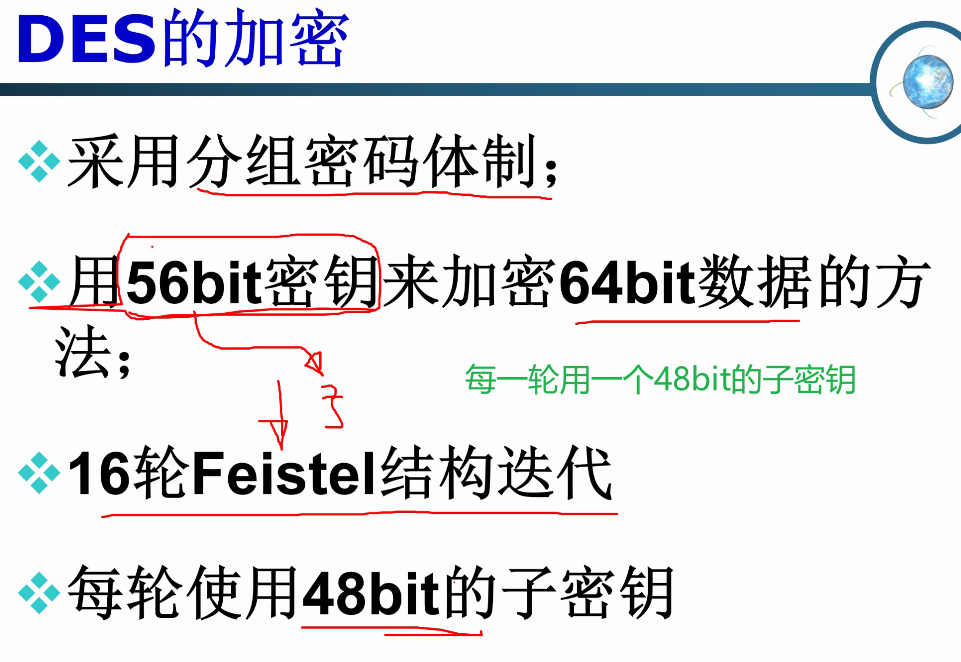 DES的加密
采用分组密码体制；
用56bit密钥来加密64bit数据的方
法；
每一轮用一个48bit的子密钥
16轮Feistel结构迭代
每轮使用48bit的子密钥